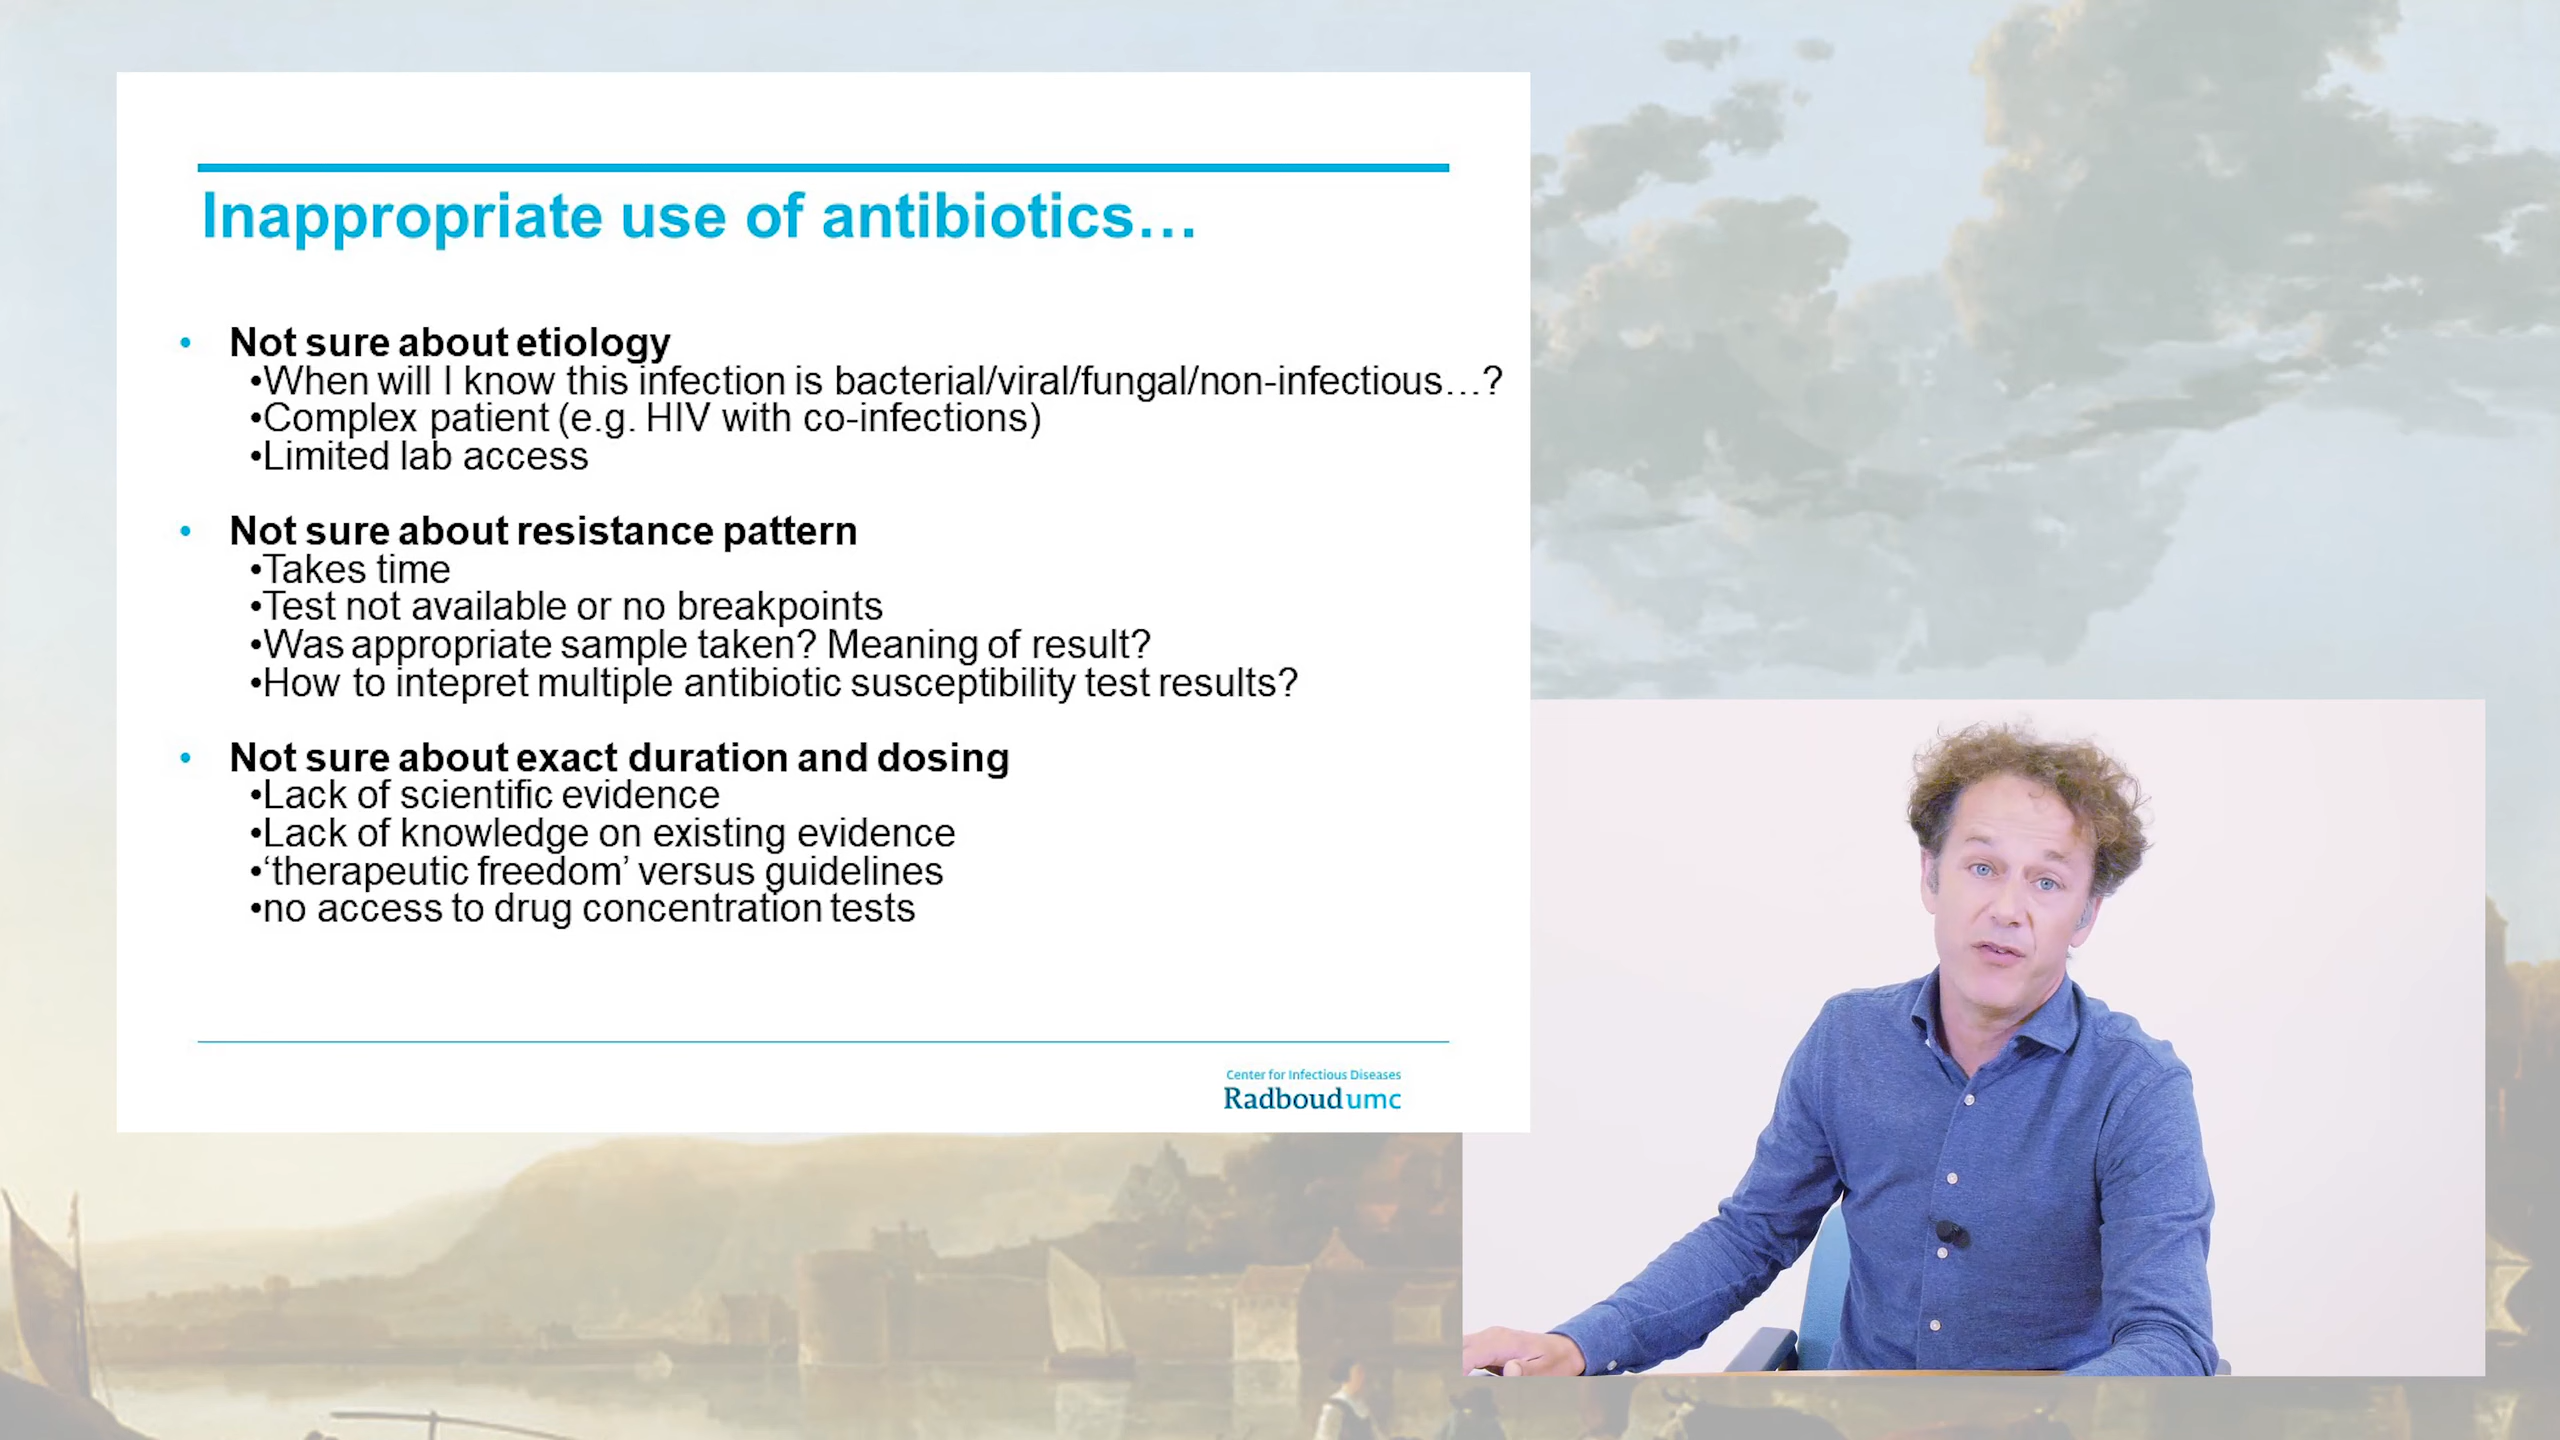 Inappropriate use of antibiotics…
• Not sure about etiology
•When will I know this infection is bacterial/viral/fungal/non-infectious…?
•Complex patient (e.g. HIV with co-infections)
•Limited lab access
• Not sure about resistance pattern
•Takes time
•Test not available or no breakpoints
•Was appropriate sample taken? Meaning of result?
•How to intepret multiple antibiotic susceptibility test results?
• Not sure about exact duration and dosing
•Lack of scientific evidence
•Lack of knowledge on existing evidence
•‘therapeutic freedom’ versus guidelines
•no access to drug concentration tests
Center for Infectious Diseases
Radboudumc